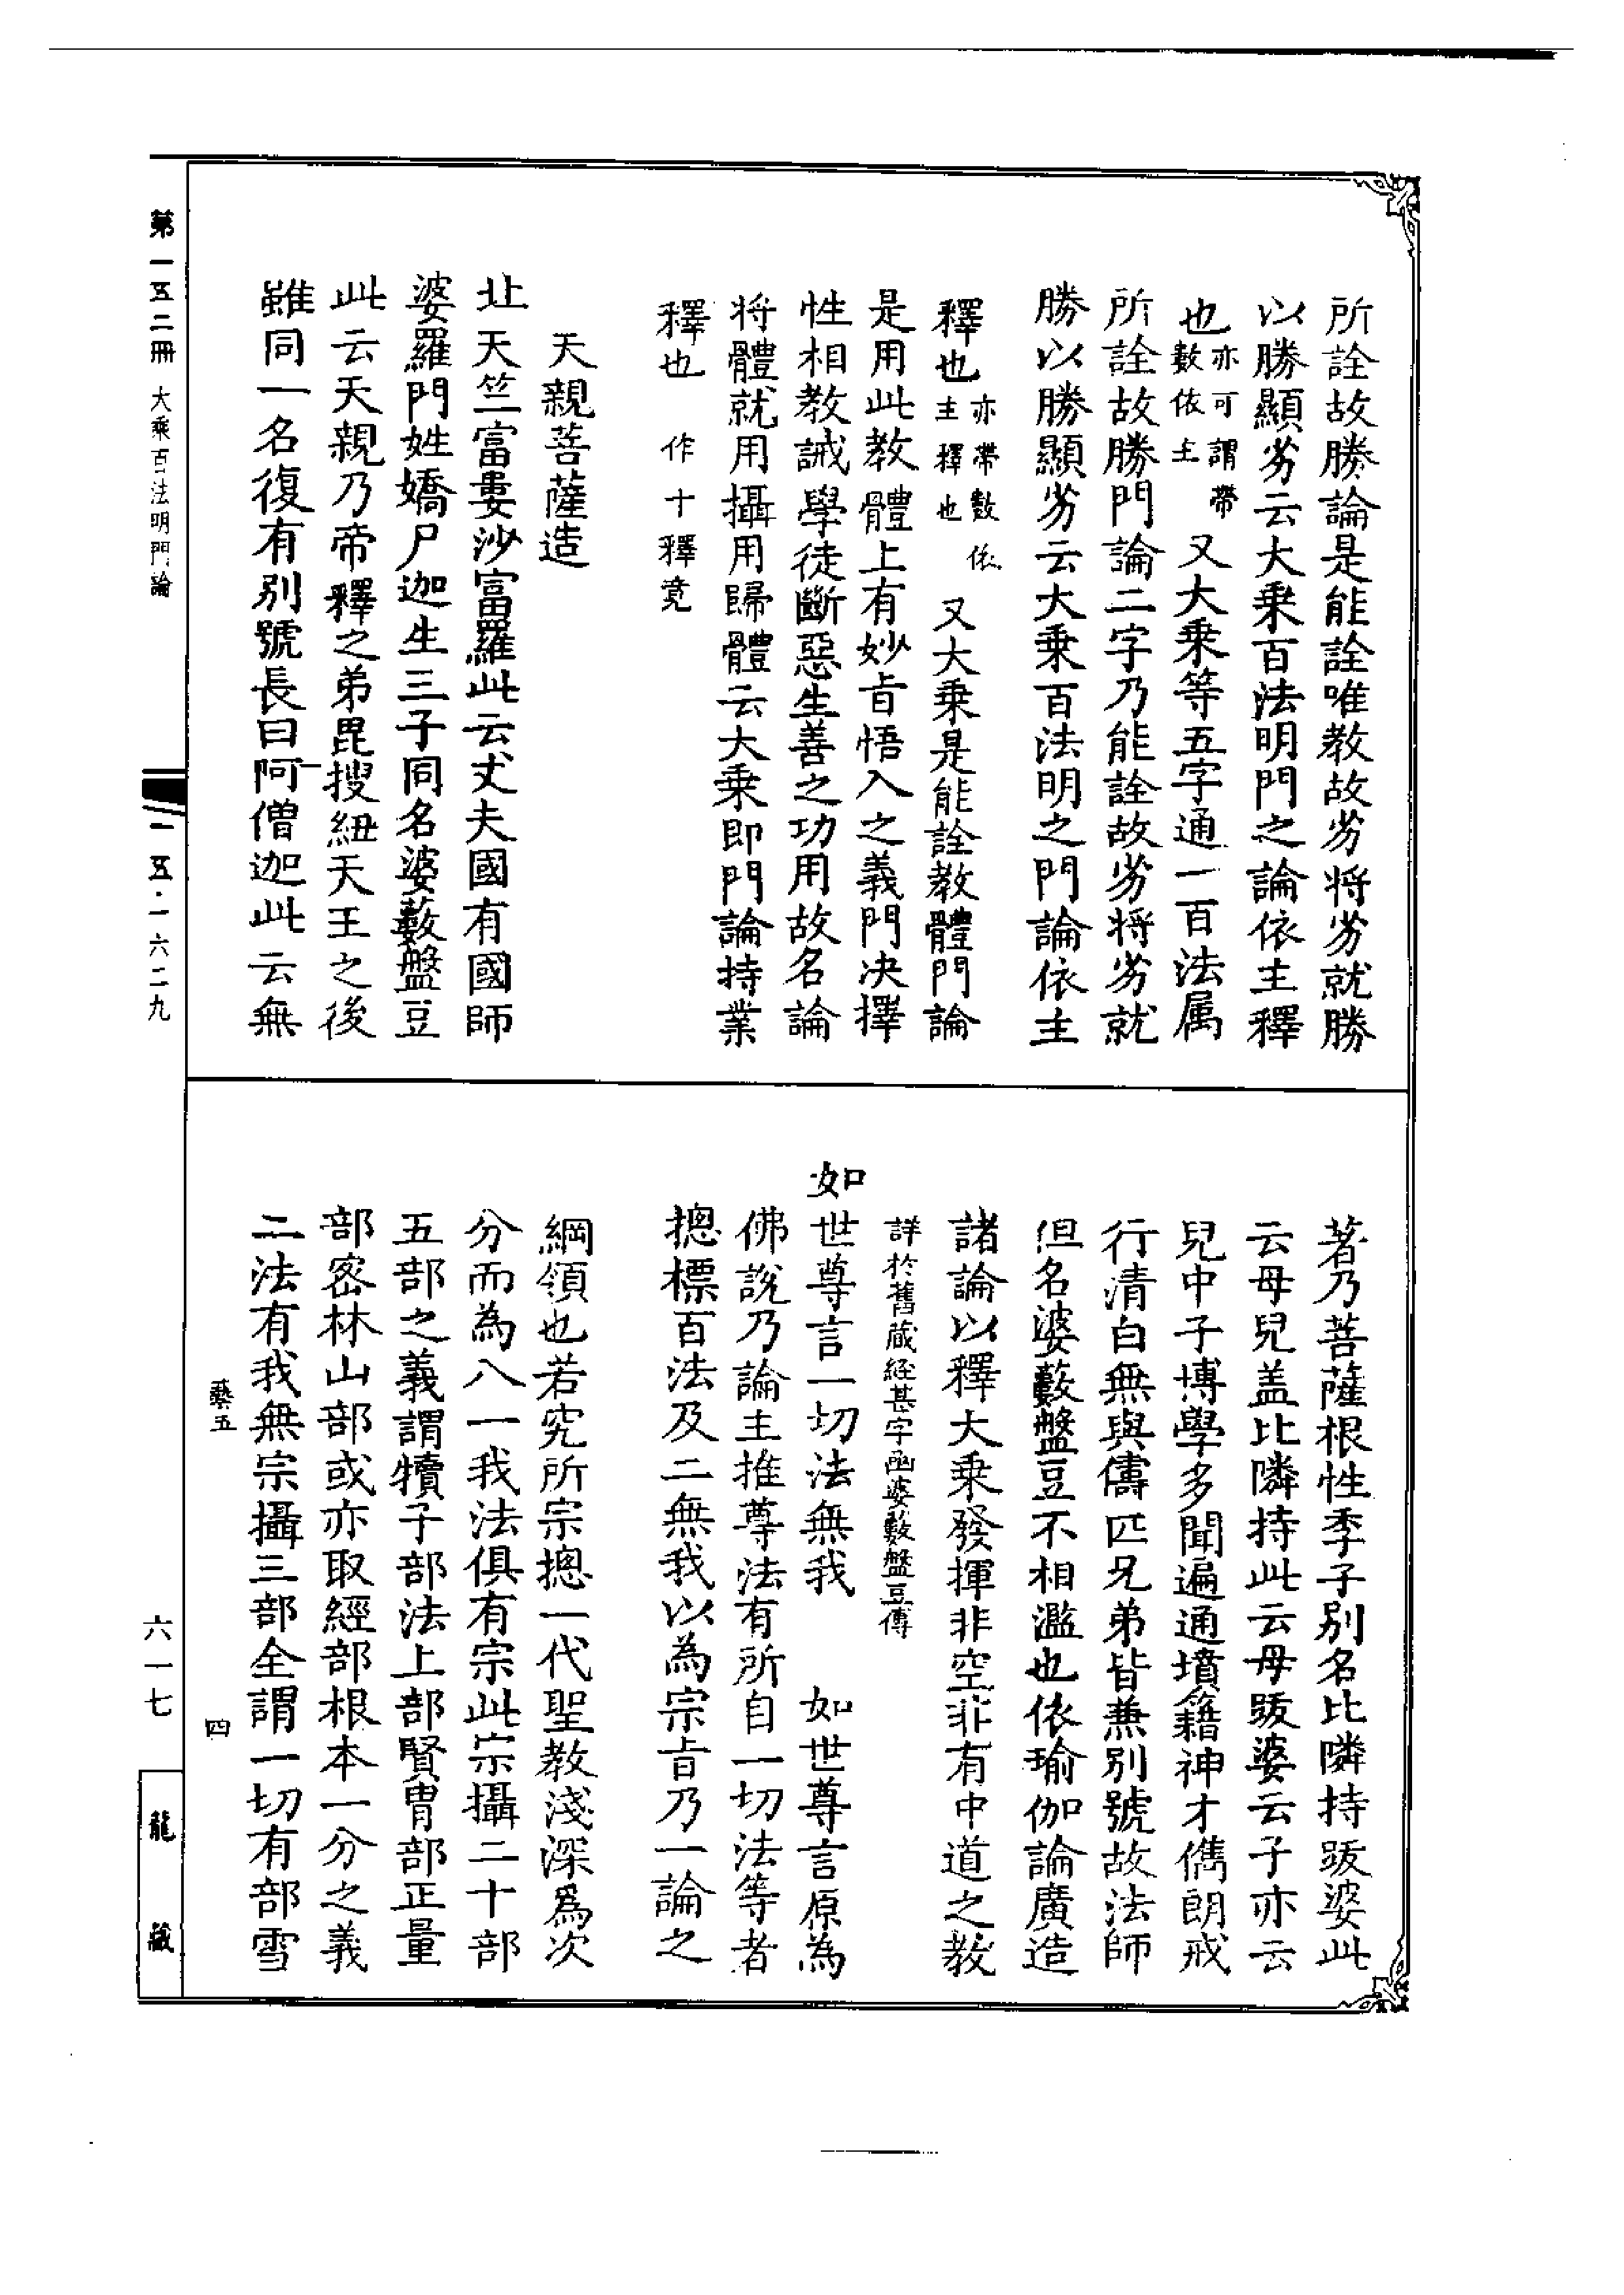 所詮故勝論是能詮唯教故劣将劣就勝
以勝顯劣云大乗百法明門之論依主釋
也亦可謂帶數依主又大乗等五字通一百法属
所詮故勝門論二字乃能詮故劣将劣就
勝以勝顯劣云大乗百法明之門論依主
釋也亦帶數依主釋也又大乗是能詮教體門論
是用此教體上有妙㫖悟入之義門决擇
性相教誡學徒斷惡生善之功用故名論
将體就用攝用歸體云大乗即門論持業
釋也作十釋竟
天親菩薩造
北天竺富婁沙富羅此云丈夫國有國師
婆羅門姓嬌尸迦生三子同名婆藪盤豆
此云天親乃帝釋之弟毘搜紐天王之後
雖同一名復有别號長曰阿僧迦此云無
著乃菩薩根性季子别名比隣持䟦婆此
云母兒盖比隣持此云母䟦婆云子亦云
兒中子博學多聞遍通墳籍神才儁朗戒
行清白無與儔匹兄弟皆兼别號故法師
但名婆藪盤豆不相濫也依瑜伽論廣造
諸論以釋大乗發揮非空非有中道之教
詳於舊藏経甚字函婆藪盤豆傳
如世尊言一切法無我 如世尊言原為
佛説乃論主推尊法有所自一切法等者
摠標百法及二無我以為宗㫖乃一論之
綱領也若究所宗摠一代聖教淺深爲次
分而為八一我法俱有宗此宗攝二十部
五部之義謂犢子部法上部賢胄部正量
部密林山部或亦取經部根本一分之義
二法有我無宗攝三部全謂一切有部雪
藝五
四
第一五二冊 大乘百法明門論
一五·一六二九
六一七
龍藏